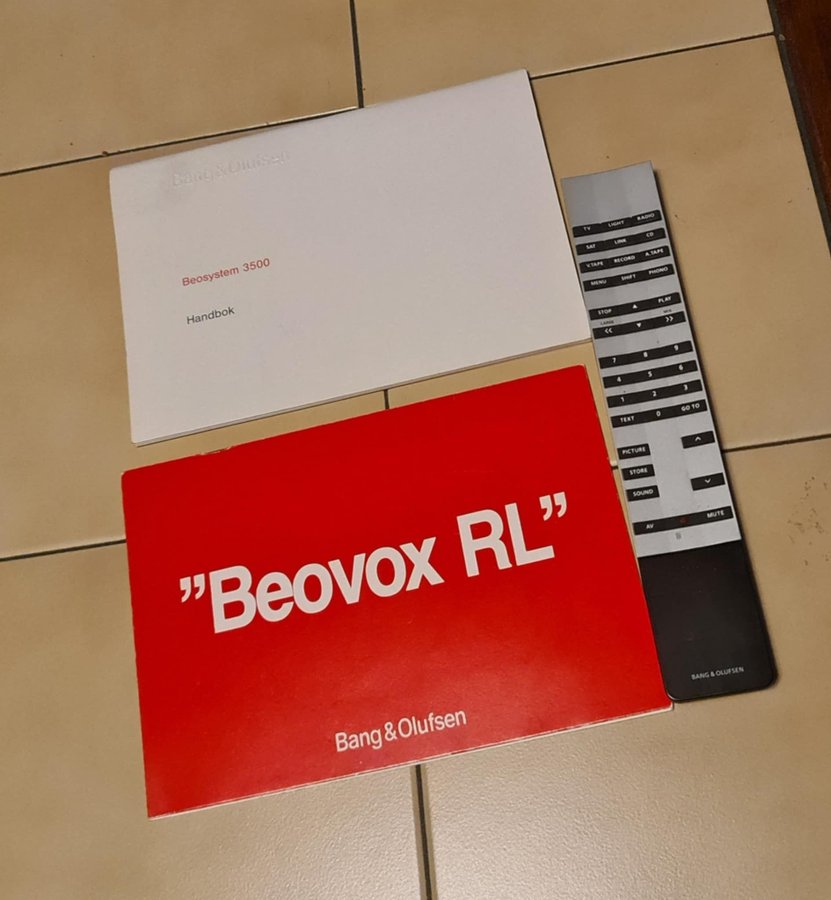 Bang & Olufsen
Beosystem 3500
Handbok
”Beovox RL”
Bang & Olufsen
TV LIGHT RADIO
SAT LINK CD
V.TAPE RECORD A.TAPE
MENU SHIFT PHONO
STOP ▲ PLAY
LARGE MIX
<< ▼ >>
7 8 9
4 5 6
1 2 3
TEXT 0 GO TO
PICTURE
STORE
SOUND
AV MUTE
BANG & OLUFSEN